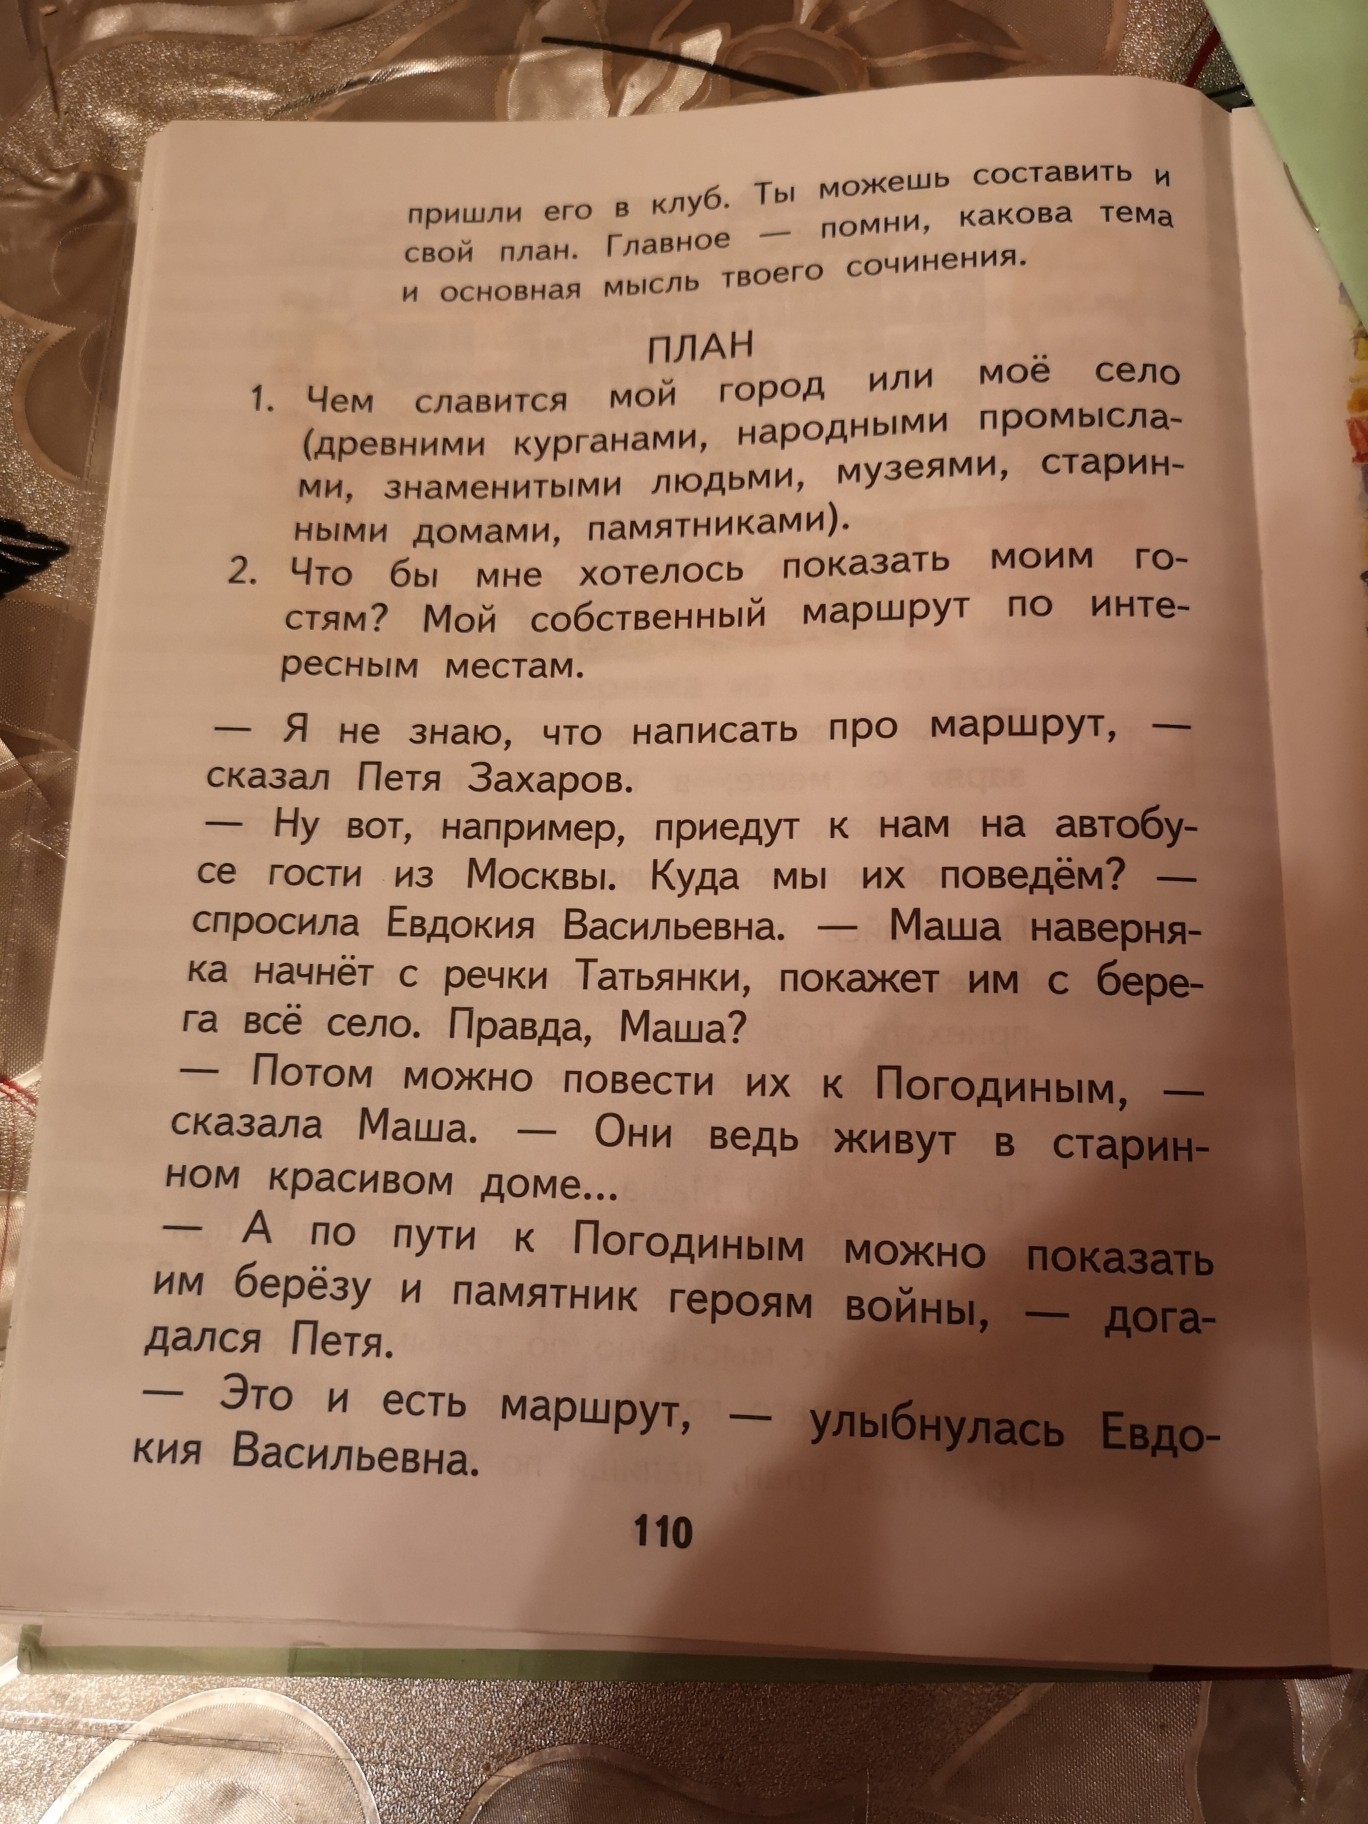 пришли его в клуб. Ты можешь составить и
свой план. Главное — помни, какова тема
и основная мысль твоего сочинения.
ПЛАН
1. Чем славится мой город или моё село
(древними курганами, народными промысла-
ми, знаменитыми людьми, музеями, старин-
ными домами, памятниками).
2. Что бы мне хотелось показать моим го-
стям? Мой собственный маршрут по инте-
ресным местам.
— Я не знаю, что написать про маршрут, —
сказал Петя Захаров.
— Ну вот, например, приедут к нам на автобу-
се гости из Москвы. Куда мы их поведём? —
спросила Евдокия Васильевна. — Маша наверня-
ка начнёт с речки Татьянки, покажет им с бере-
га всё село. Правда, Маша?
— Потом можно повести их к Погодиным, —
сказала Маша. — Они ведь живут в старин-
ном красивом доме...
— А по пути к Погодиным можно показать
им берёзу и памятник героям войны, — дога-
дался Петя.
— Это и есть маршрут, — улыбнулась Евдо-
кия Васильевна.
110